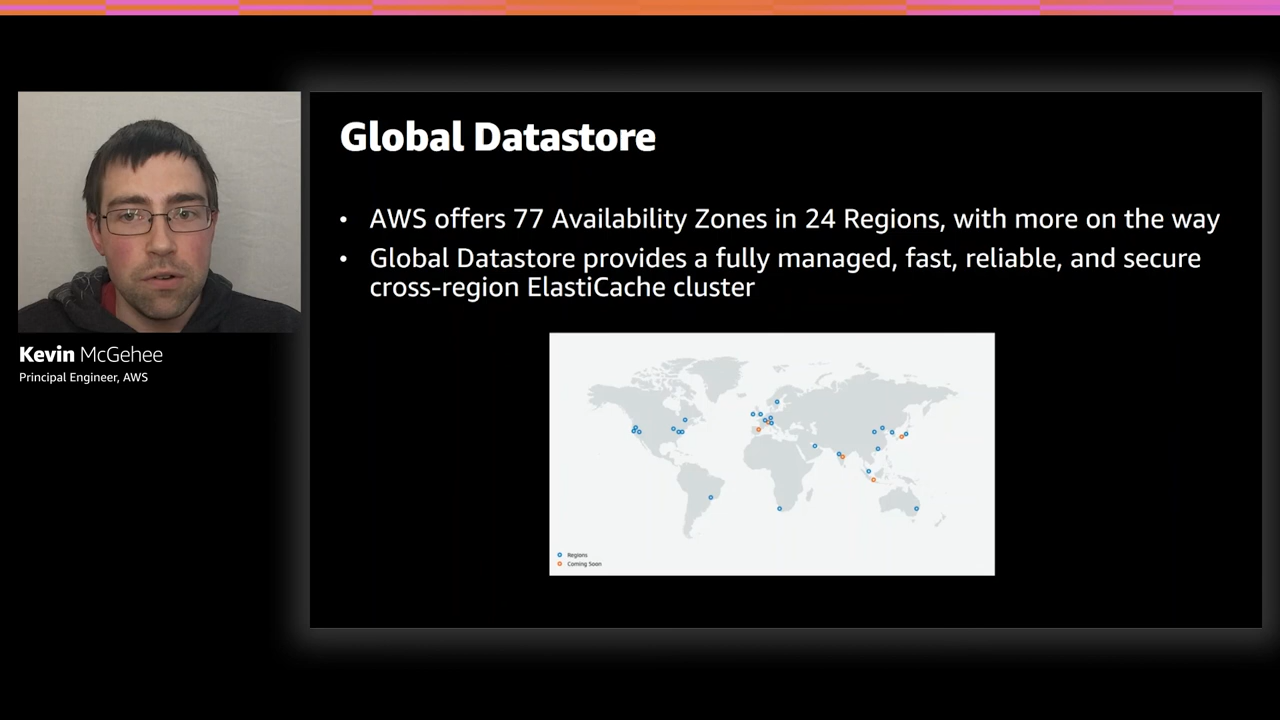 Global Datastore
• AWS offers 77 Availability Zones in 24 Regions, with more on the way
• Global Datastore provides a fully managed, fast, reliable, and secure
cross-region ElastiCache cluster
Kevin McGehee
Principal Engineer, AWS
Regions
Coming Soon